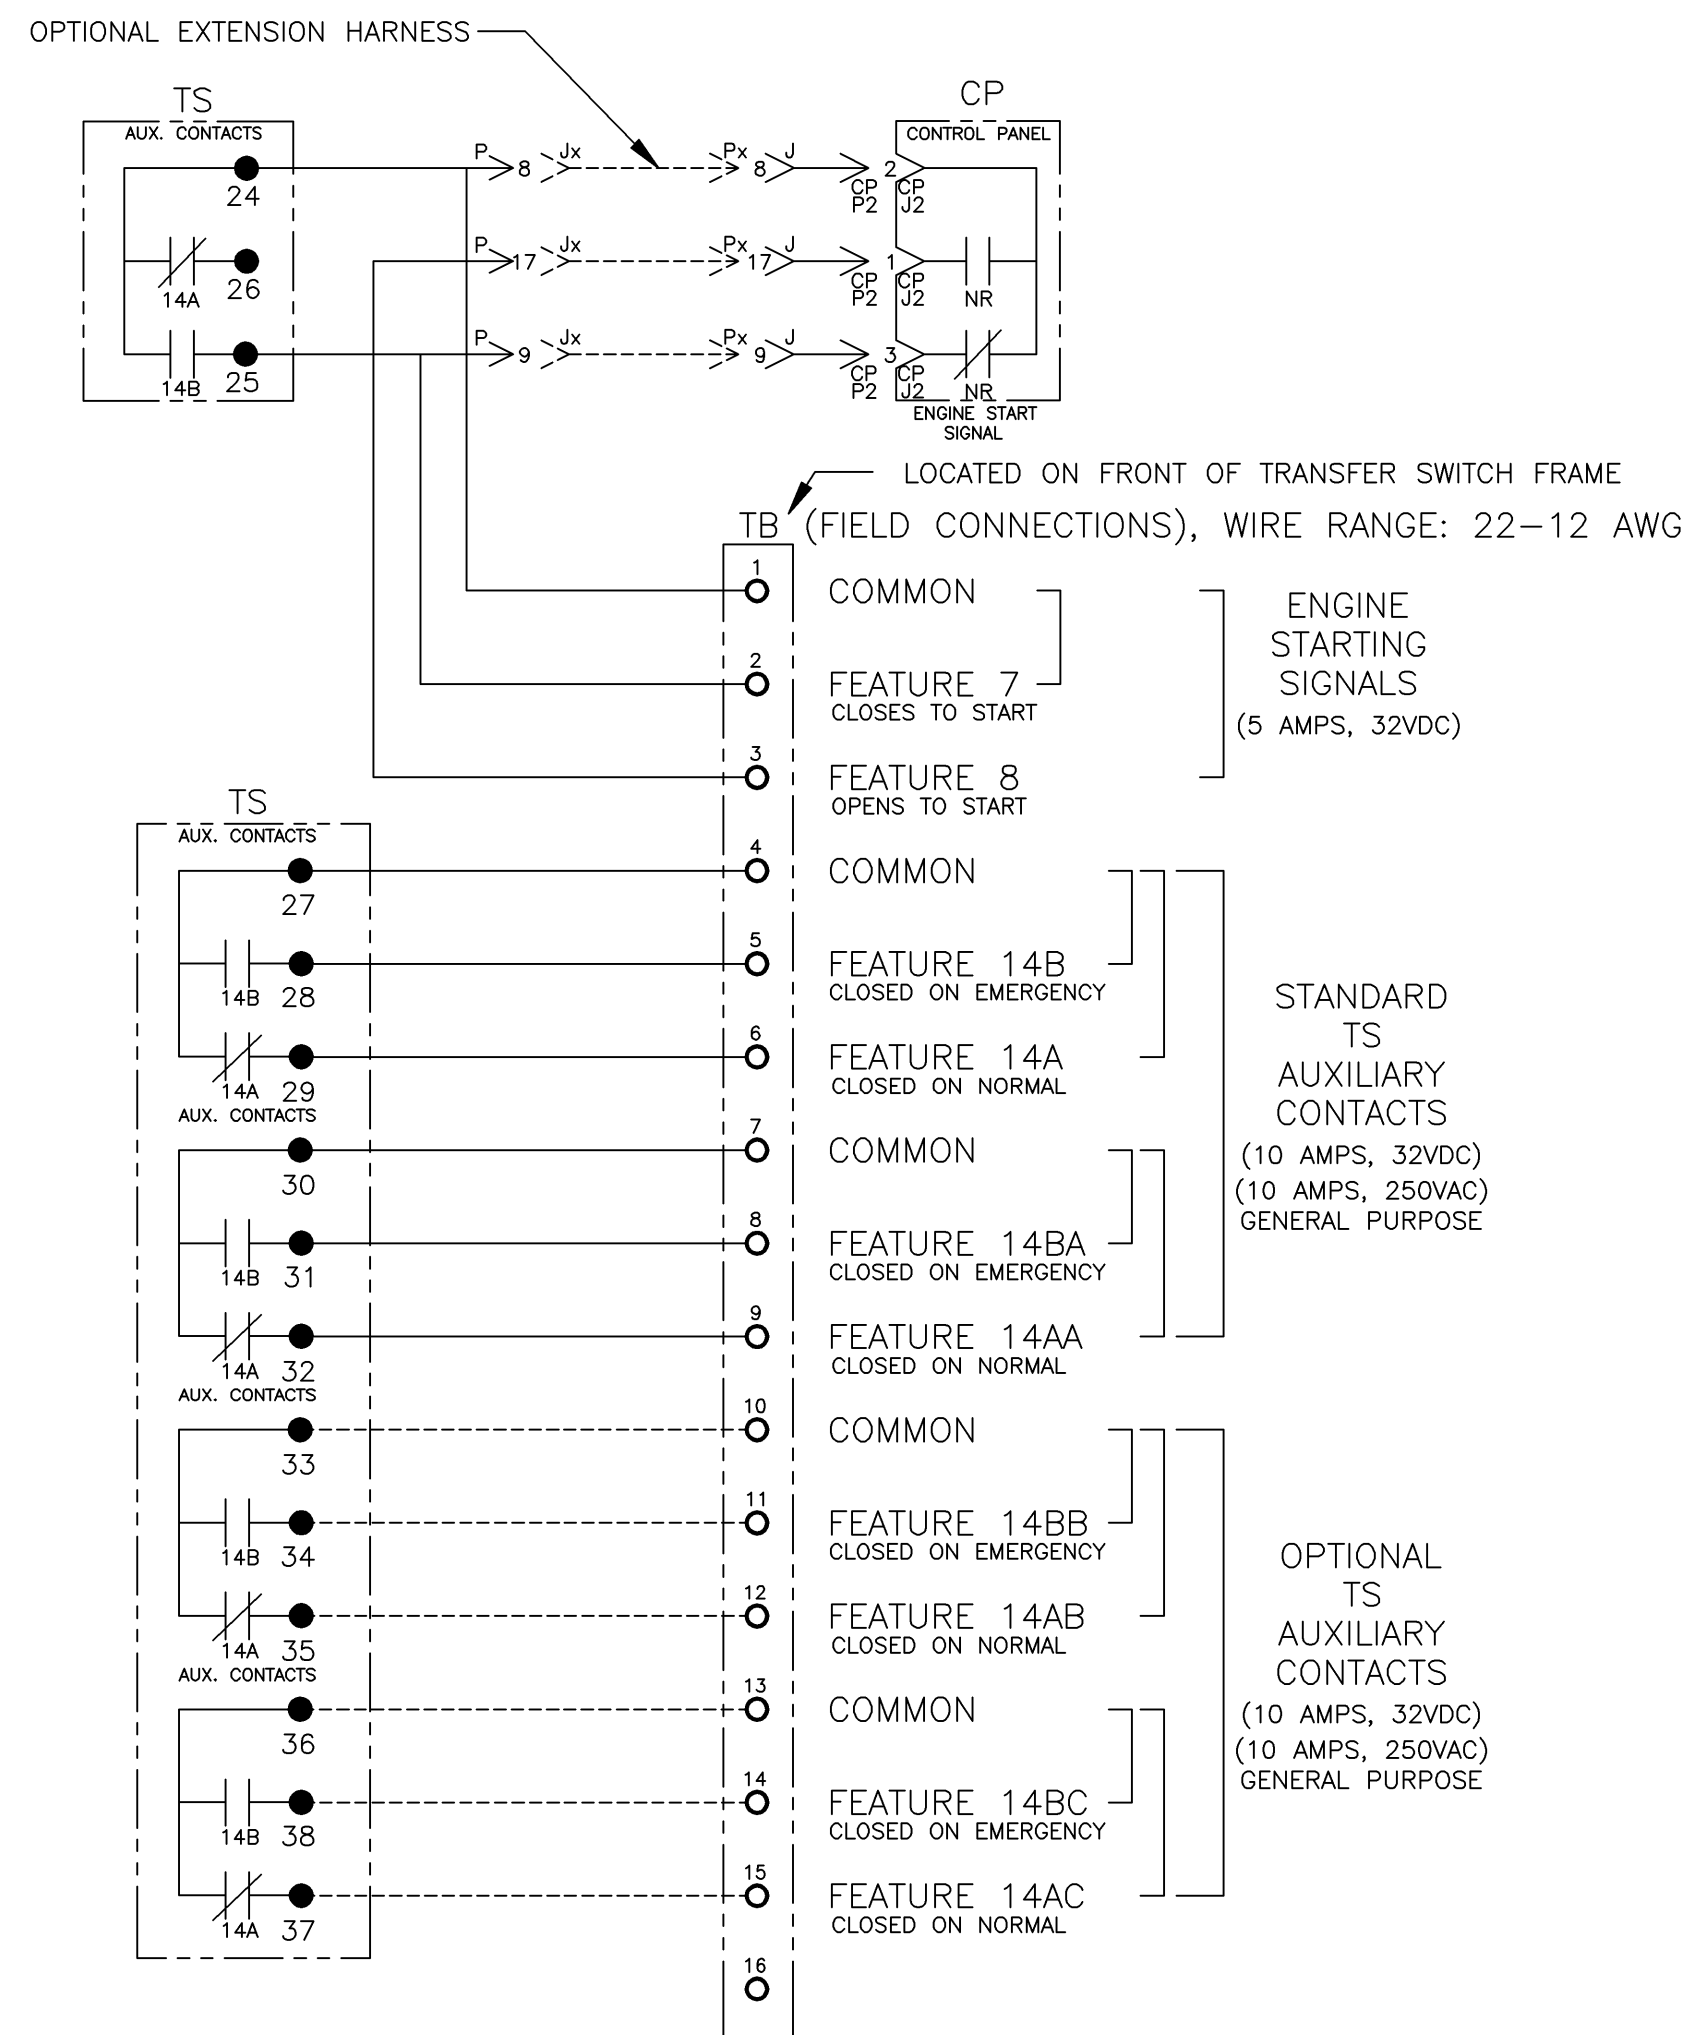 OPTIONAL EXTENSION HARNESS
TS
AUX. CONTACTS
24
26
14A
25
14B
P 8 Jx Px 8 J
P 17 Jx Px 17 J
P 9 Jx Px 9 J
CP
CONTROL PANEL
2
CP CP
P2 J2
1
CP CP
P2 J2
NR
3
CP CP
P2 J2
NR
ENGINE START
SIGNAL
LOCATED ON FRONT OF TRANSFER SWITCH FRAME
TB (FIELD CONNECTIONS), WIRE RANGE: 22-12 AWG
1
COMMON
2
FEATURE 7
CLOSES TO START
3
FEATURE 8
OPENS TO START
ENGINE
STARTING
SIGNALS
(5 AMPS, 32VDC)
TS
AUX. CONTACTS
27
14B 28
14A 29
AUX. CONTACTS
30
14B 31
14A 32
AUX. CONTACTS
33
14B 34
14A 35
AUX. CONTACTS
36
14B 38
14A 37
4
COMMON
5
FEATURE 14B
CLOSED ON EMERGENCY
6
FEATURE 14A
CLOSED ON NORMAL
7
COMMON
8
FEATURE 14BA
CLOSED ON EMERGENCY
9
FEATURE 14AA
CLOSED ON NORMAL
STANDARD
TS
AUXILIARY
CONTACTS
(10 AMPS, 32VDC)
(10 AMPS, 250VAC)
GENERAL PURPOSE
10
COMMON
11
FEATURE 14BB
CLOSED ON EMERGENCY
12
FEATURE 14AB
CLOSED ON NORMAL
13
COMMON
14
FEATURE 14BC
CLOSED ON EMERGENCY
15
FEATURE 14AC
CLOSED ON NORMAL
16
OPTIONAL
TS
AUXILIARY
CONTACTS
(10 AMPS, 32VDC)
(10 AMPS, 250VAC)
GENERAL PURPOSE